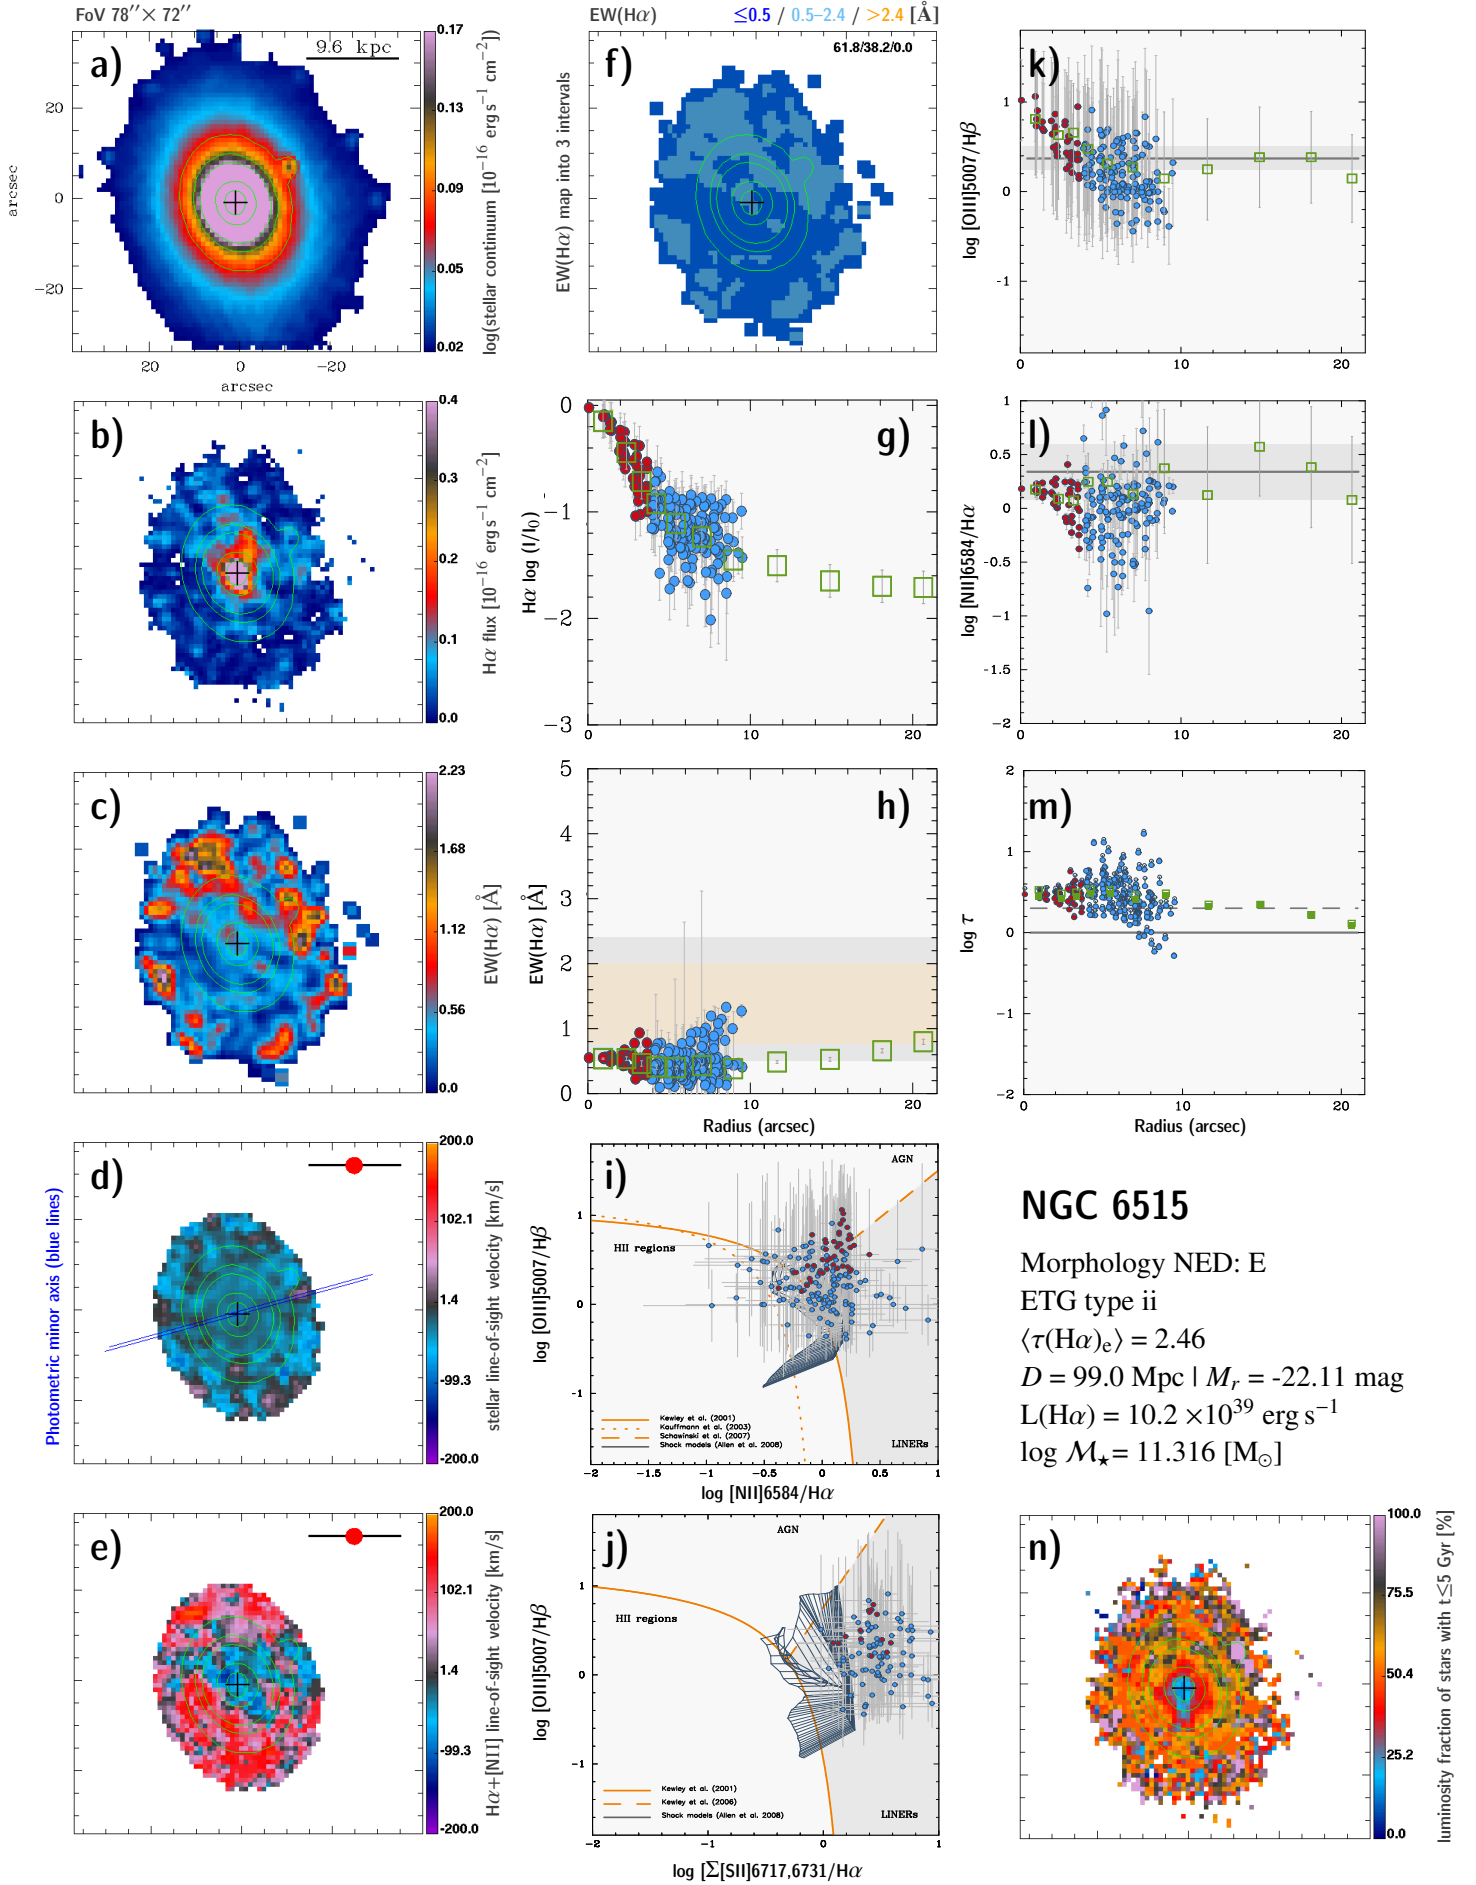 FoV 78′′× 72′′
a)
9.6 kpc
20
0
−20
arcsec
20
0
−20
arcsec
0.17
0.13
0.09
0.05
0.02
log(stellar continuum [10−16 erg s−1 cm−2])
EW(Hα)
≤0.5 / 0.5–2.4 / >2.4 [Å]
f)
61.8/38.2/0.0
EW(Hα) map into 3 intervals
k)
1
0
−1
0
10
20
log [OIII]5007/Hβ
b)
0.4
0.3
0.2
0.1
0.0
Hα flux [10−16 erg s−1 cm−2]
g)
0
−1
−2
−3
0
10
20
Hα log (I/I0)
l)
1
0.5
0
−0.5
−1
−1.5
−2
0
10
20
log [NII]6584/Hα
c)
2.23
1.68
1.12
0.56
0.0
EW(Hα) [Å]
h)
5
4
3
2
1
0
0
10
20
Radius (arcsec)
EW(Hα) [Å]
m)
2
1
0
−1
−2
0
10
20
Radius (arcsec)
log τ
d)
200.0
102.1
1.4
-99.3
-200.0
Photometric minor axis (blue lines)
stellar line-of-sight velocity [km/s]
i)
AGN
HII regions
LINERs
Kewley et al. (2001)
Kauffmann et al. (2003)
Schawinski et al. (2007)
Shock models (Allen et al. 2008)
1
0
−1
−2
−1
−0.5
0
0.5
1
log [NII]6584/Hα
log [OIII]5007/Hβ
NGC 6515
Morphology NED: E
ETG type ii
⟨τ(Hα)e⟩ = 2.46
D = 99.0 Mpc | Mr = -22.11 mag
L(Hα) = 10.2 ×10^39 erg s−1
log M⋆= 11.316 [M⊙]
e)
200.0
102.1
1.4
-99.3
-200.0
Hα+[NII] line-of-sight velocity [km/s]
j)
AGN
HII regions
LINERs
Kewley et al. (2001)
Kewley et al. (2006)
Shock models (Allen et al. 2008)
1
0
−1
−2
−1
0
1
log [Σ[SII]6717,6731/Hα
log [OIII]5007/Hβ
n)
100.0
75.5
50.4
25.2
0.0
luminosity fraction of stars with t≤5 Gyr [%]